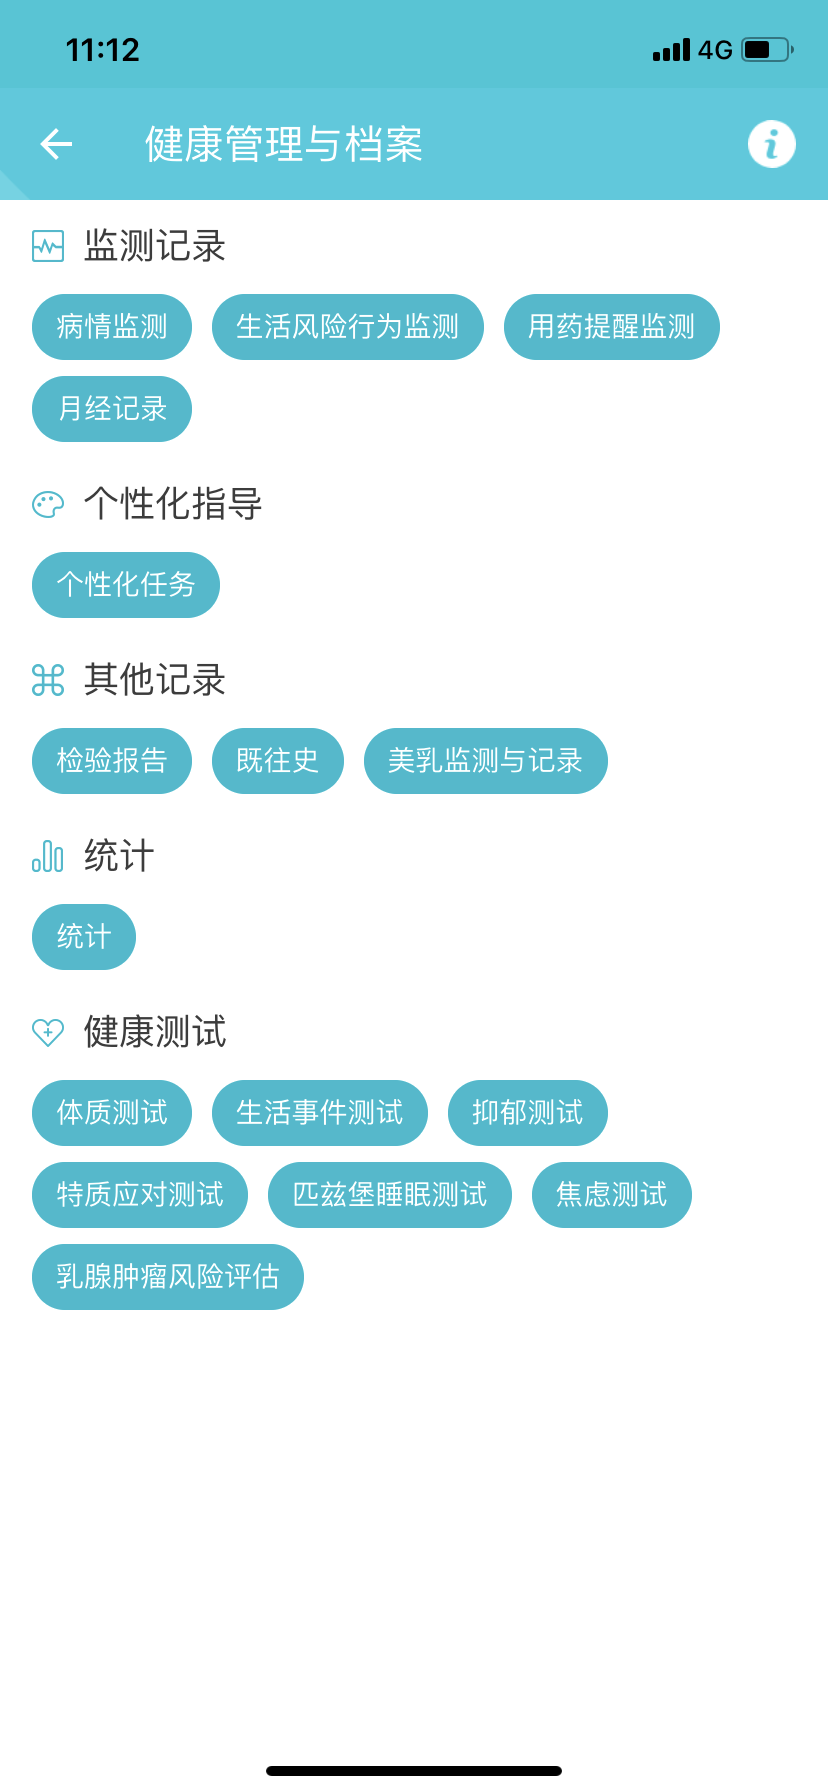 11:12 4G
健康管理与档案
监测记录
病情监测 生活风险行为监测 用药提醒监测
月经记录
个性化指导
个性化任务
其他记录
检验报告 既往史 美乳监测与记录
统计
统计
健康测试
体质测试 生活事件测试 抑郁测试
特质应对测试 匹兹堡睡眠测试 焦虑测试
乳腺肿瘤风险评估